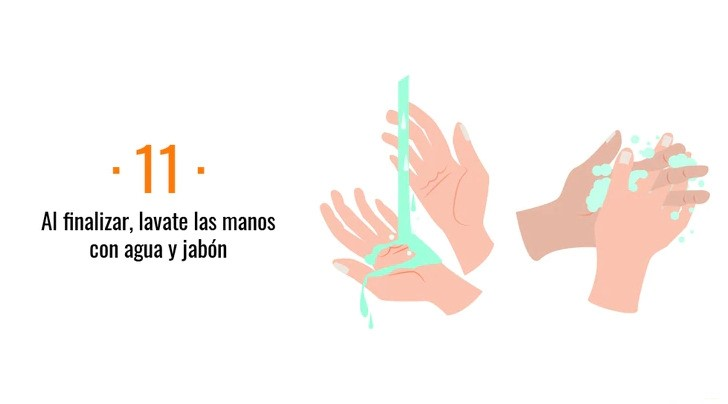 · 11 ·
Al finalizar, lavate las manos
con agua y jabón